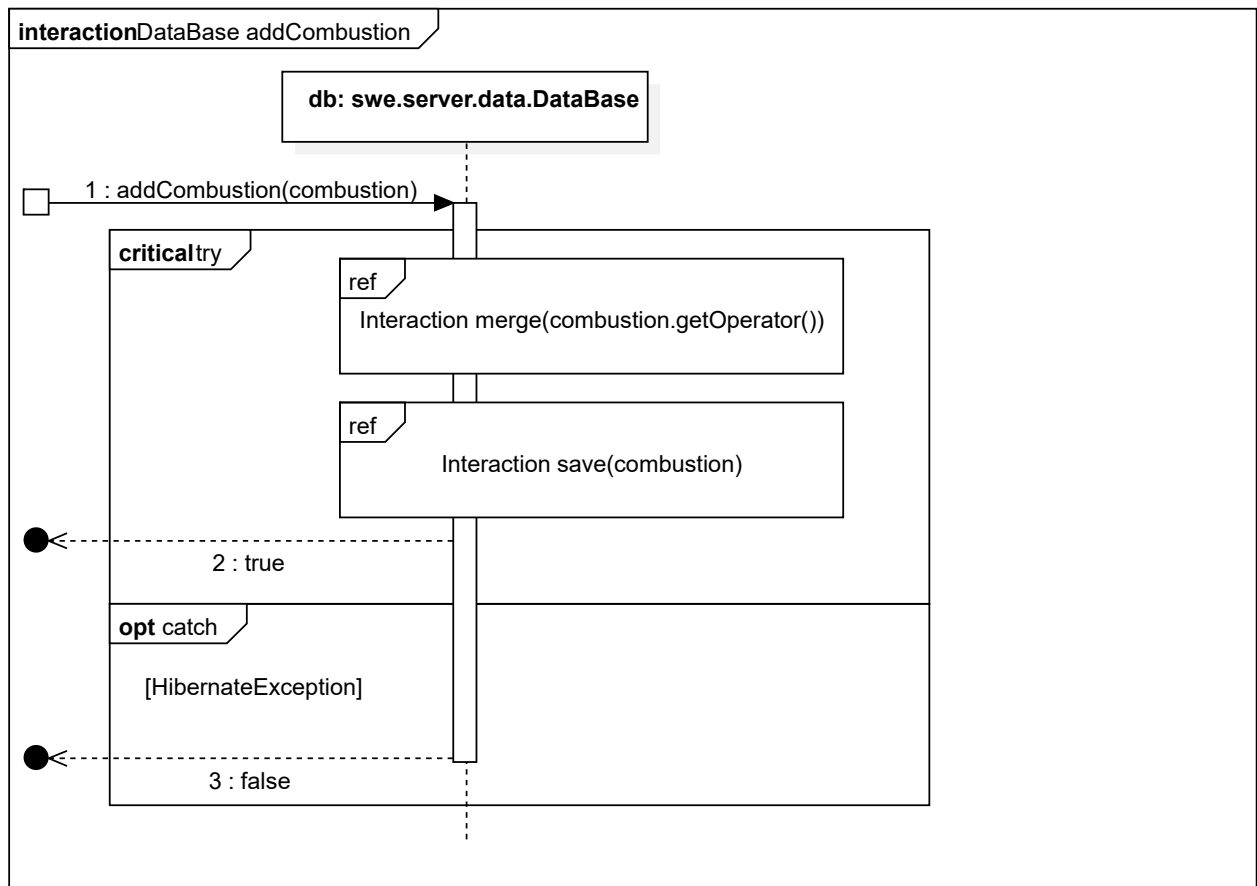 interactionDataBase addCombustion
db: swe.server.data.DataBase
1 : addCombustion(combustion)
criticaltry
ref
Interaction merge(combustion.getOperator())
ref
Interaction save(combustion)
2 : true
opt catch
[HibernateException]
3 : false